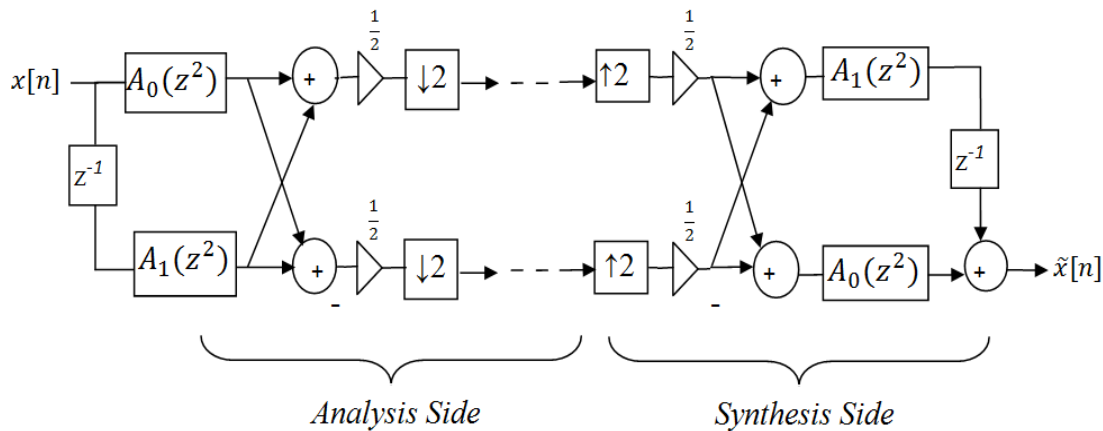 1/2
1/2
x[n]
A₀(z²)
+
↓2
↑2
+
A₁(z²)
z⁻¹
z⁻¹
1/2
1/2
A₁(z²)
+
↓2
↑2
+
A₀(z²)
+
x̃[n]
-
-
Analysis Side
Synthesis Side